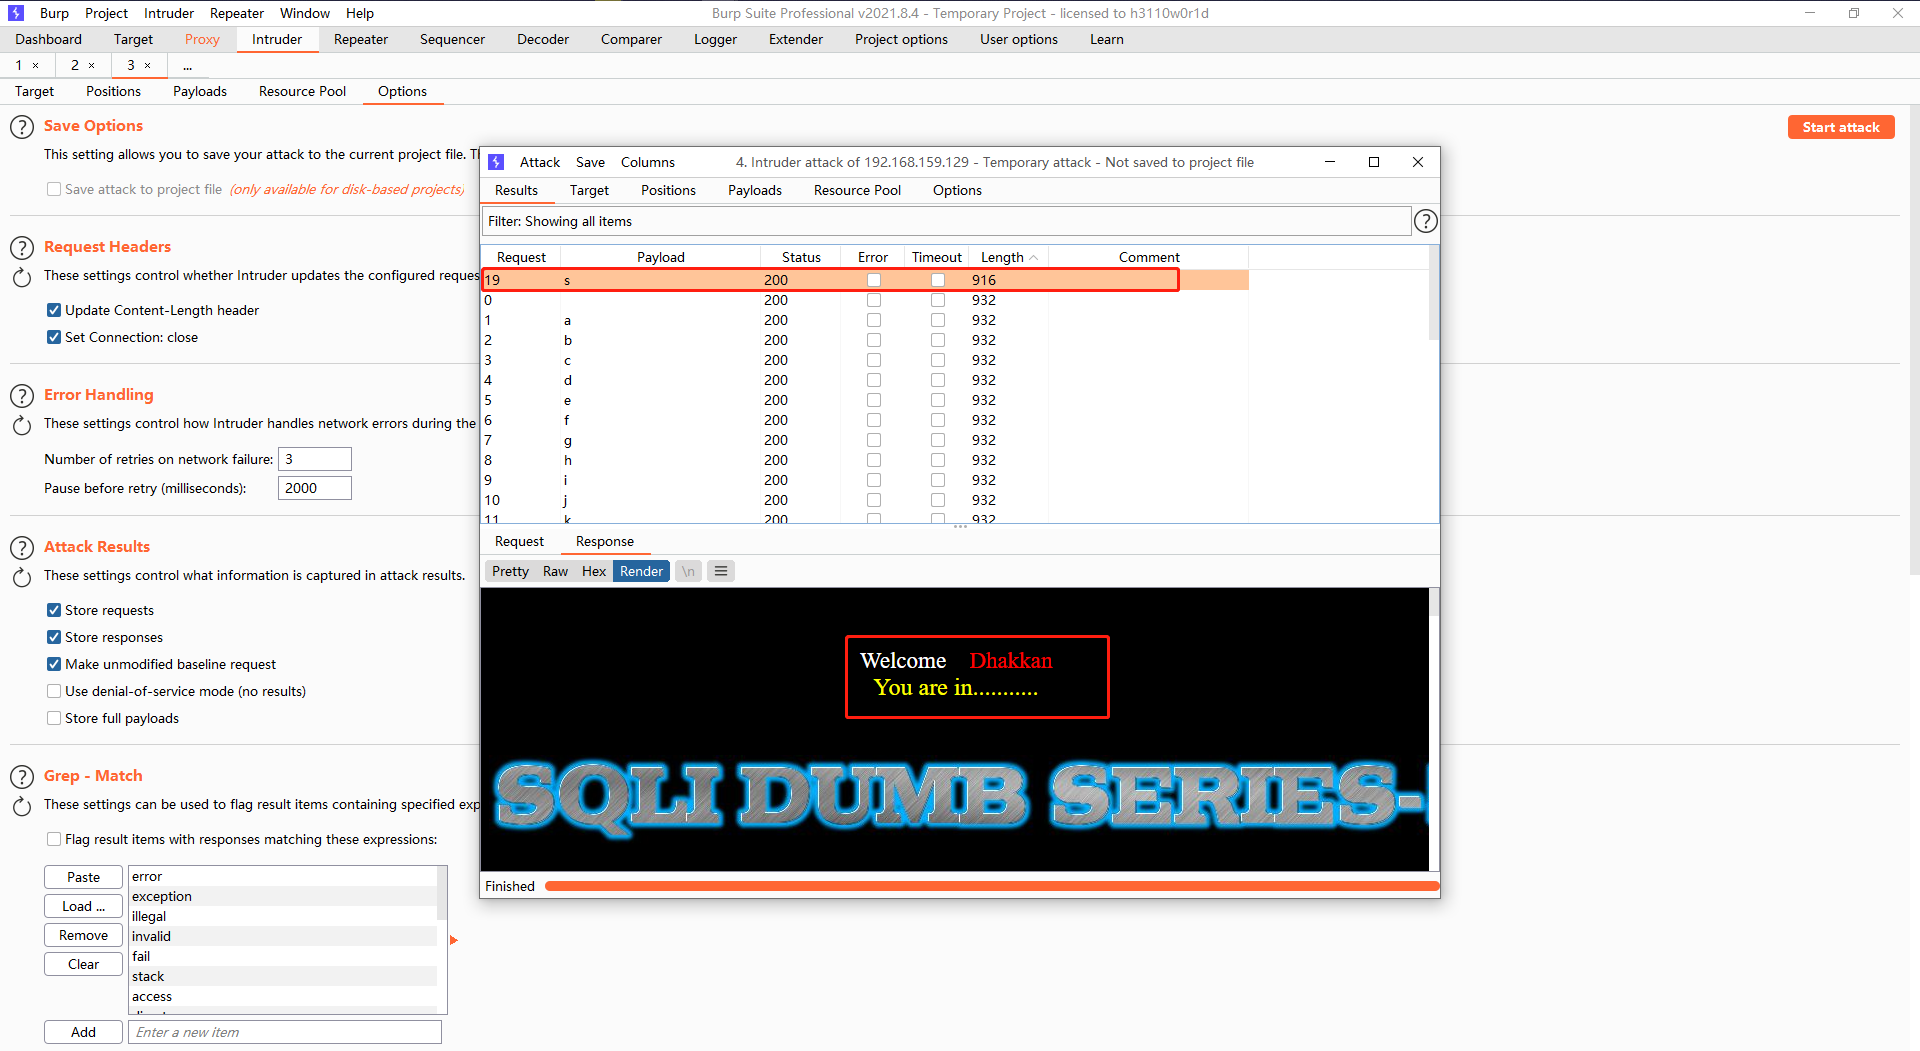 Burp Project Intruder Repeater Window Help
Burp Suite Professional v2021.8.4 - Temporary Project - licensed to h3110w0r1d
Dashboard Target Proxy Intruder Repeater Sequencer Decoder Comparer Logger Extender Project options User options Learn
1 × 2 × 3 × ...
Target Positions Payloads Resource Pool Options
Save Options
Start attack
This setting allows you to save your attack to the current project file.
Save attack to project file (only available for disk-based projects)
Request Headers
These settings control whether Intruder updates the configured reques
Update Content-Length header
Set Connection: close
Error Handling
These settings control how Intruder handles network errors during the
Number of retries on network failure: 3
Pause before retry (milliseconds): 2000
Attack Results
These settings control what information is captured in attack results.
Store requests
Store responses
Make unmodified baseline request
Use denial-of-service mode (no results)
Store full payloads
Grep - Match
These settings can be used to flag result items containing specified exp
Flag result items with responses matching these expressions:
Paste
Load ...
Remove
Clear
error
exception
illegal
invalid
fail
stack
access
Add Enter a new item
Attack Save Columns 4. Intruder attack of 192.168.159.129 - Temporary attack - Not saved to project file
Results Target Positions Payloads Resource Pool Options
Filter: Showing all items
Request Payload Status Error Timeout Length Comment
19 s 200 916
0 200 932
1 a 200 932
2 b 200 932
3 c 200 932
4 d 200 932
5 e 200 932
6 f 200 932
7 g 200 932
8 h 200 932
9 i 200 932
10 j 200 932
11 k 200 932
Request Response
Pretty Raw Hex Render \n
Welcome Dhakkan
You are in...........
SQLI DUMB SERIES-
Finished